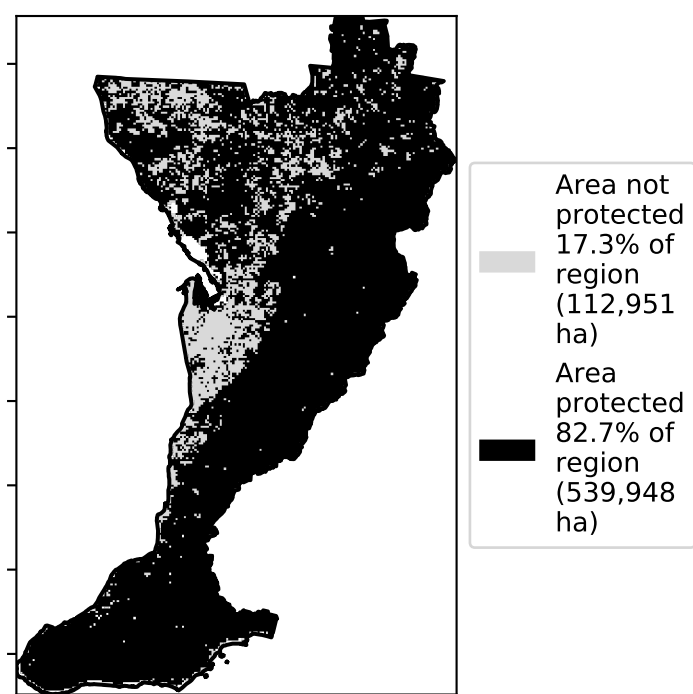 Area not
protected
17.3% of
region
(112,951
ha)
Area
protected
82.7% of
region
(539,948
ha)